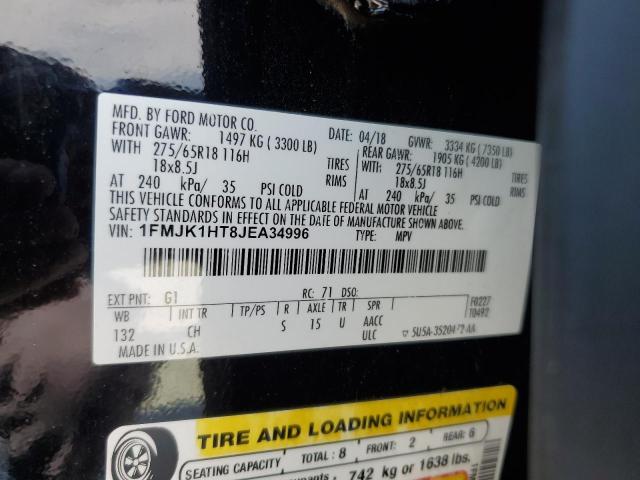 MFD. BY FORD MOTOR CO.
DATE: 04/18 GVWR: 3334 KG ( 7350 LB)
FRONT GAWR: 1497 KG ( 3300 LB) REAR GAWR: 1905 KG ( 4200 LB)
WITH 275/65R18 116H TIRES WITH 275/65R18 116H TIRES
18x8.5J RIMS 18x8.5J RIMS
AT 240 kPa/ 35 PSI COLD AT 240 kPa/ 35 PSI COLD
THIS VEHICLE CONFORMS TO ALL APPLICABLE FEDERAL MOTOR VEHICLE
SAFETY STANDARDS IN EFFECT ON THE DATE OF MANUFACTURE SHOWN ABOVE.
VIN: 1FMJK1HT8JEA34996 TYPE: MPV
EXT PNT: G1 RC: 71 DSO: F0227
WB INT TR TP/PS R AXLE TR SPR 10492
132 CH S 15 U AACC
ULC
MADE IN U.S.A.
TIRE AND LOADING INFORMATION
SEATING CAPACITY TOTAL : 8 FRONT: 2 REAR: 6
742 kg or 1638 lbs.